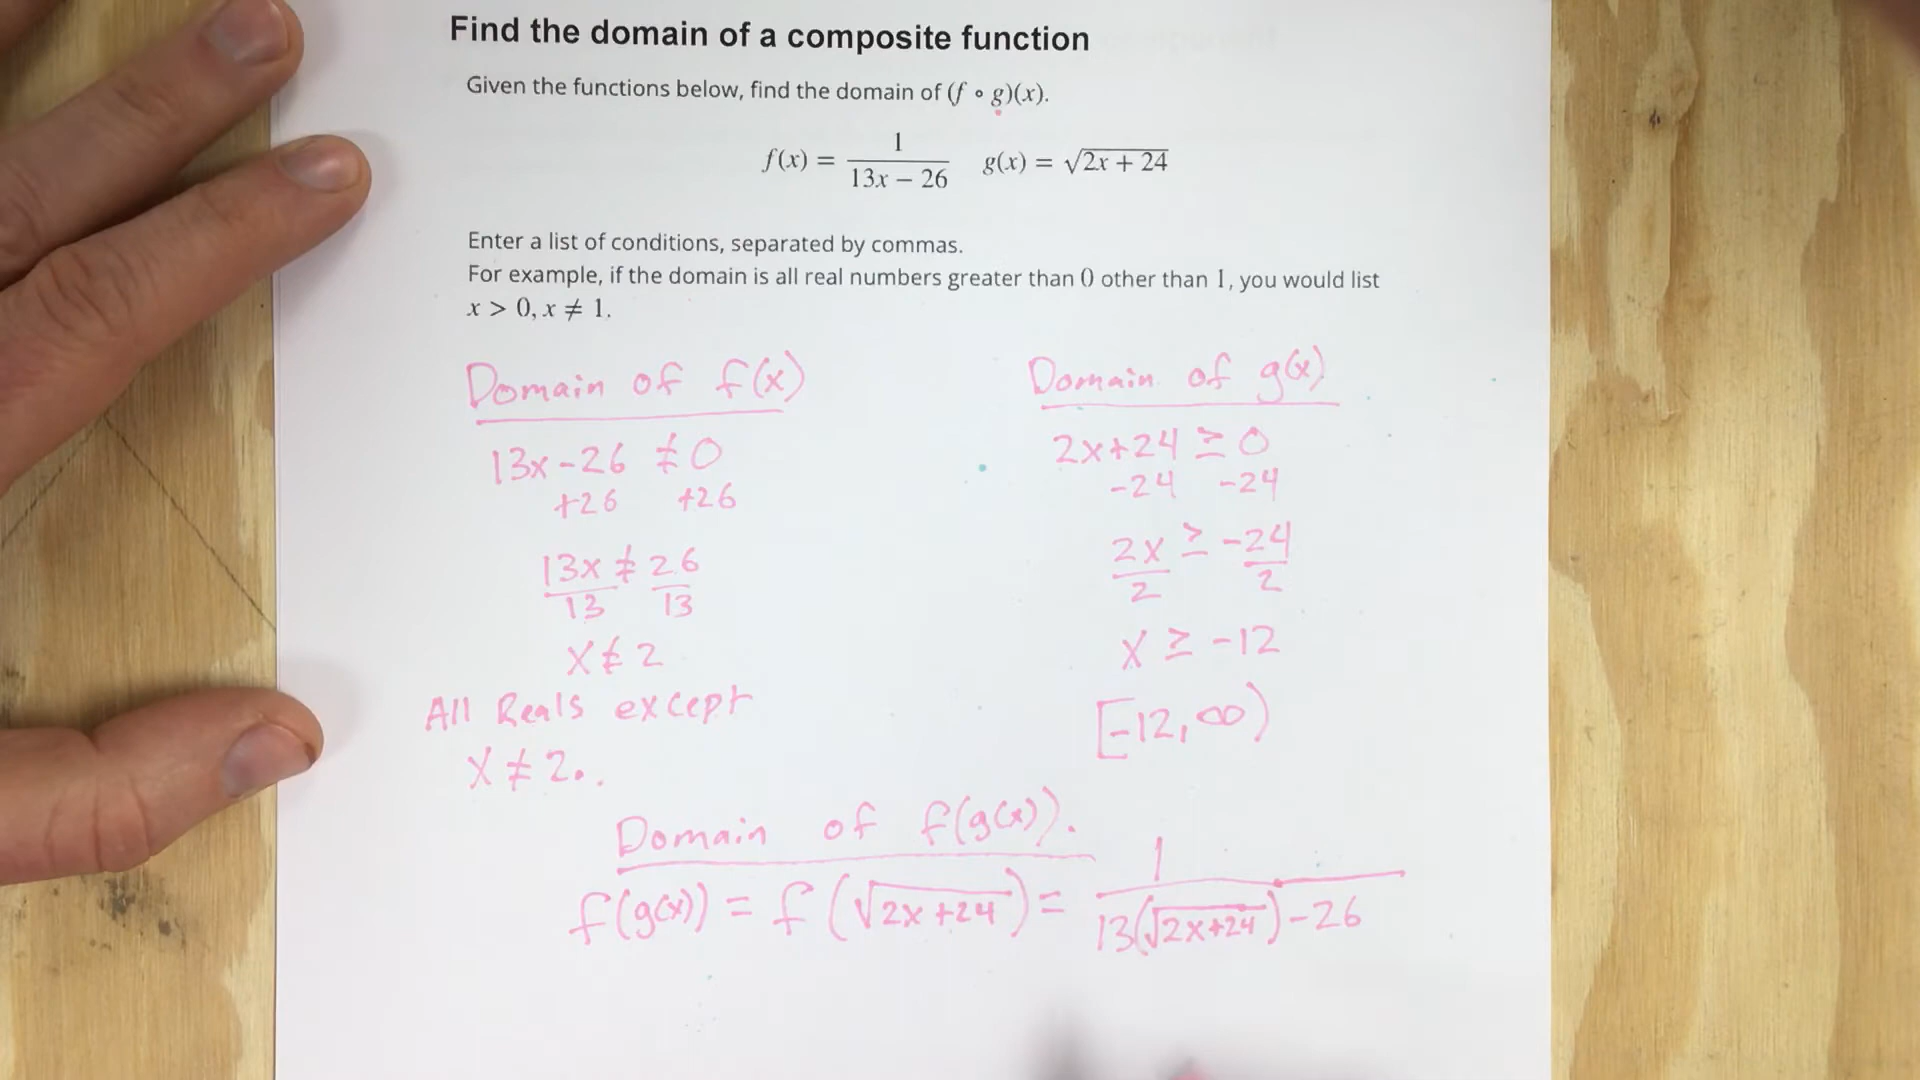 Find the domain of a composite function
Given the functions below, find the domain of (f ∘ g)(x).
f(x) = 1/(13x − 26)   g(x) = √(2x + 24)
Enter a list of conditions, separated by commas.
For example, if the domain is all real numbers greater than 0 other than 1, you would list
x > 0, x ≠ 1.
Domain of f(x)
13x-26 ≠ 0
+26 +26
13x ≠ 26
13 13
x ≠ 2
All Reals except
x ≠ 2.
Domain of g(x)
2x+24 ≥ 0
-24 -24
2x ≥ -24
2 2
x ≥ -12
[-12, ∞)
Domain of f(g(x)).
f(g(x)) = f(√(2x+24)) = 1/(13(√(2x+24))-26)